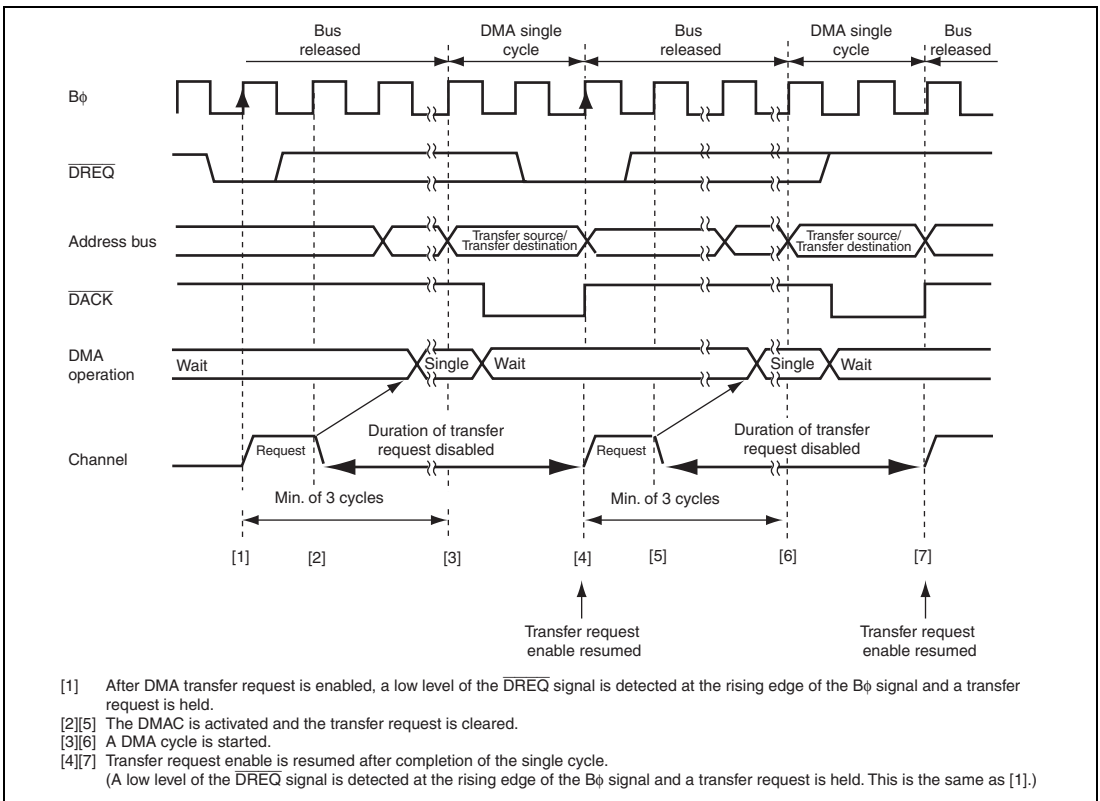 Bus released
DMA single cycle
Bus released
DMA single cycle
Bus released
Bφ
DREQ
Address bus
Transfer source/
Transfer destination
Transfer source/
Transfer destination
DACK
DMA operation
Wait
Single
Wait
Single
Wait
Channel
Request
Duration of transfer request disabled
Request
Duration of transfer request disabled
Min. of 3 cycles
Min. of 3 cycles
[1] [2] [3] [4] [5] [6] [7]
Transfer request enable resumed
Transfer request enable resumed
[1] After DMA transfer request is enabled, a low level of the DREQ signal is detected at the rising edge of the Bφ signal and a transfer
request is held.
[2][5] The DMAC is activated and the transfer request is cleared.
[3][6] A DMA cycle is started.
[4][7] Transfer request enable is resumed after completion of the single cycle.
(A low level of the DREQ signal is detected at the rising edge of the Bφ signal and a transfer request is held. This is the same as [1].)